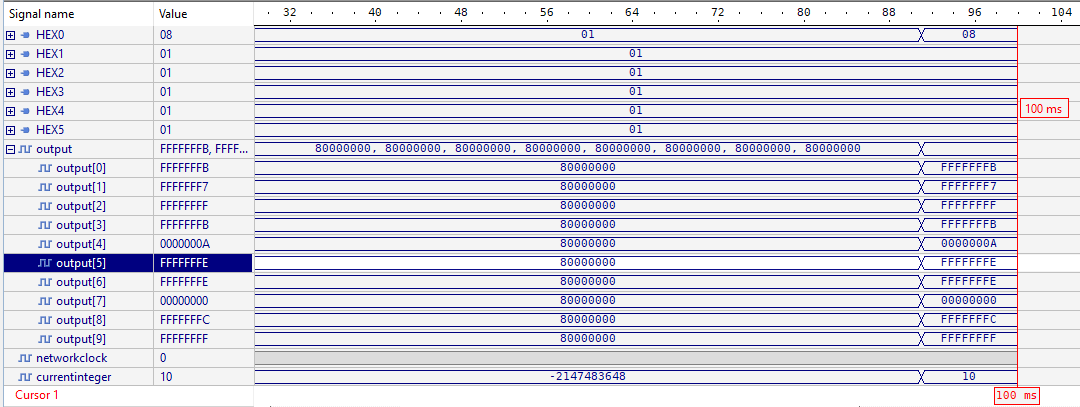 Signal name Value 32 40 48 56 64 72 80 88 96 104
HEX0 08 01 08
HEX1 01 01
HEX2 01 01
HEX3 01 01
HEX4 01 01 100 ms
HEX5 01 01
output FFFFFFFB, FFFF... 80000000, 80000000, 80000000, 80000000, 80000000, 80000000, 80000000, 80000000
output[0] FFFFFFFB 80000000 FFFFFFFB
output[1] FFFFFFF7 80000000 FFFFFFF7
output[2] FFFFFFFF 80000000 FFFFFFFF
output[3] FFFFFFFB 80000000 FFFFFFFB
output[4] 0000000A 80000000 0000000A
output[5] FFFFFFFE 80000000 FFFFFFFE
output[6] FFFFFFFE 80000000 FFFFFFFE
output[7] 00000000 80000000 00000000
output[8] FFFFFFFC 80000000 FFFFFFFC
output[9] FFFFFFFF 80000000 FFFFFFFF
networkclock 0
currentinteger 10 -2147483648 10
Cursor 1 100 ms